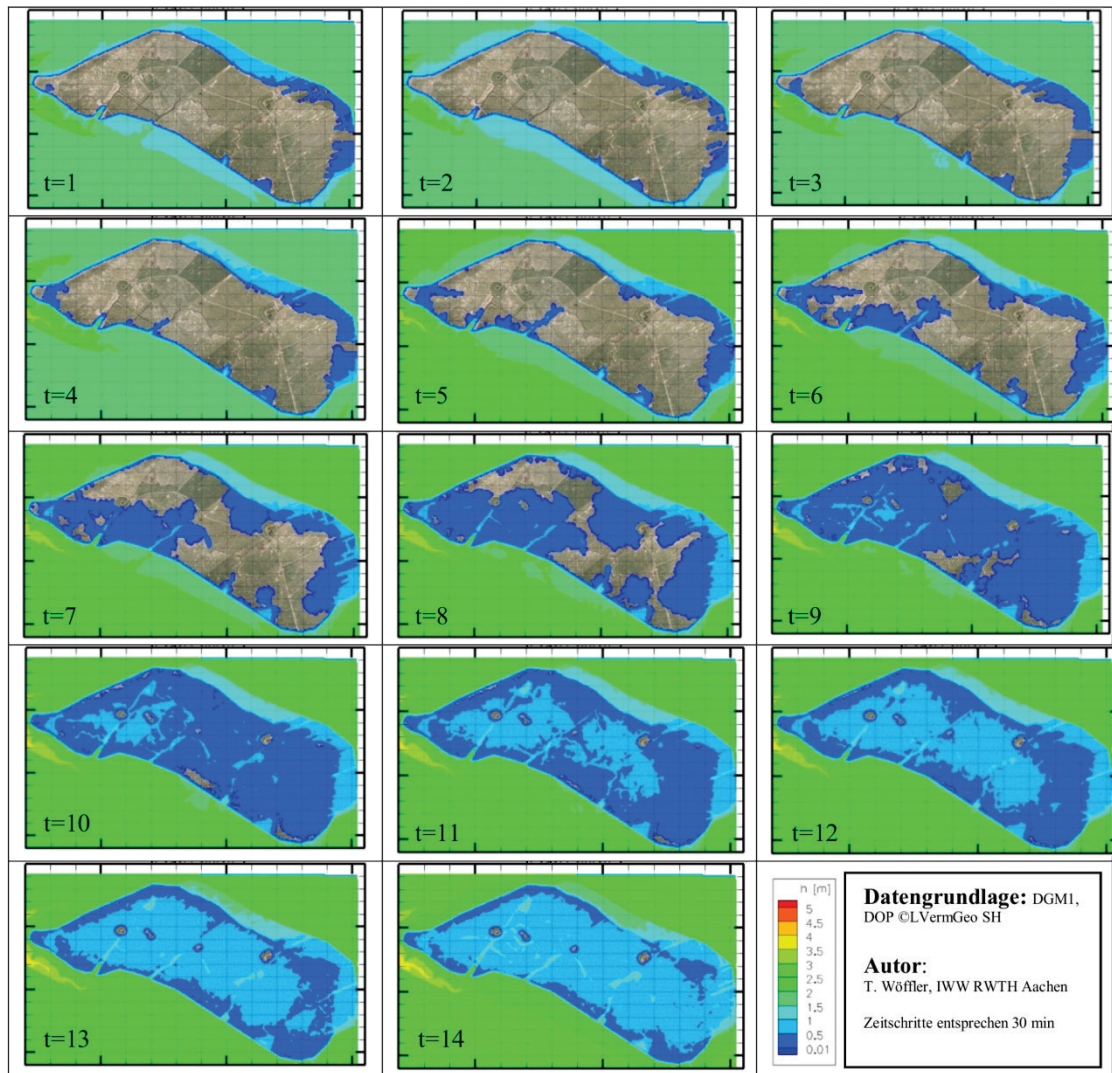 t=1
t=2
t=3
t=4
t=5
t=6
t=7
t=8
t=9
t=10
t=11
t=12
t=13
t=14
h [m]
5
4.5
4
3.5
3
2.5
2
1.5
1
0.5
0.01
Datengrundlage: DGM1,
DOP ©LVermGeo SH
Autor:
T. Wöffler, IWW RWTH Aachen
Zeitschritte entsprechen 30 min